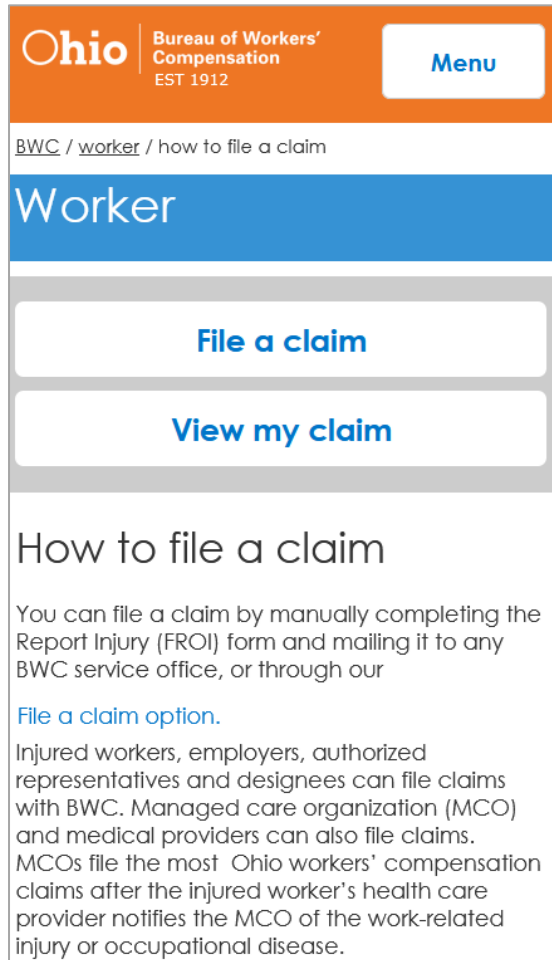 Ohio
Bureau of Workers'
Compensation
EST 1912
Menu
BWC / worker / how to file a claim
Worker
File a claim
View my claim
How to file a claim
You can file a claim by manually completing the
Report Injury (FROI) form and mailing it to any
BWC service office, or through our
File a claim option.
Injured workers, employers, authorized
representatives and designees can file claims
with BWC. Managed care organization (MCO)
and medical providers can also file claims.
MCOs file the most  Ohio workers' compensation
claims after the injured worker's health care
provider notifies the MCO of the work-related
injury or occupational disease.